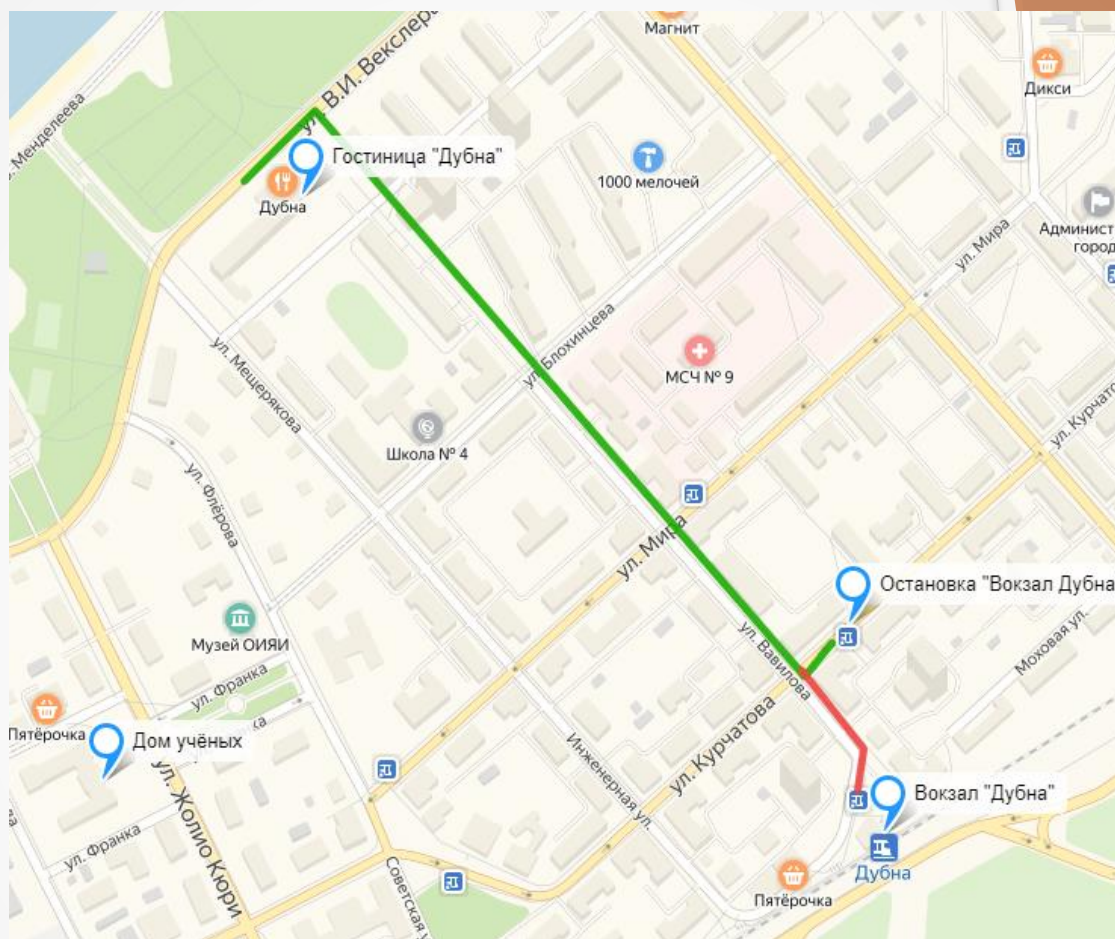 Магнит
Дикси
ул. В.И. Векслера
Менделеева
Гостиница "Дубна"
Дубна
1000 мелочей
ул. Мира
Админист
город
ул. Блохинцева
МСЧ № 9
ул. Мещерякова
Школа № 4
ул. Курчато
ул. Флёрова
ул. Мира
Остановка "Вокзал Дубна
Музей ОИЯИ
ул. Вавилова
Моховая ул.
ул. Франка
Пятёрочка
Дом учёных
ул. Курчатова
Инженерная ул.
Вокзал "Дубна"
ул. Жолио Кюри
ул. Франка
Советская
Дубна
Пятёрочка